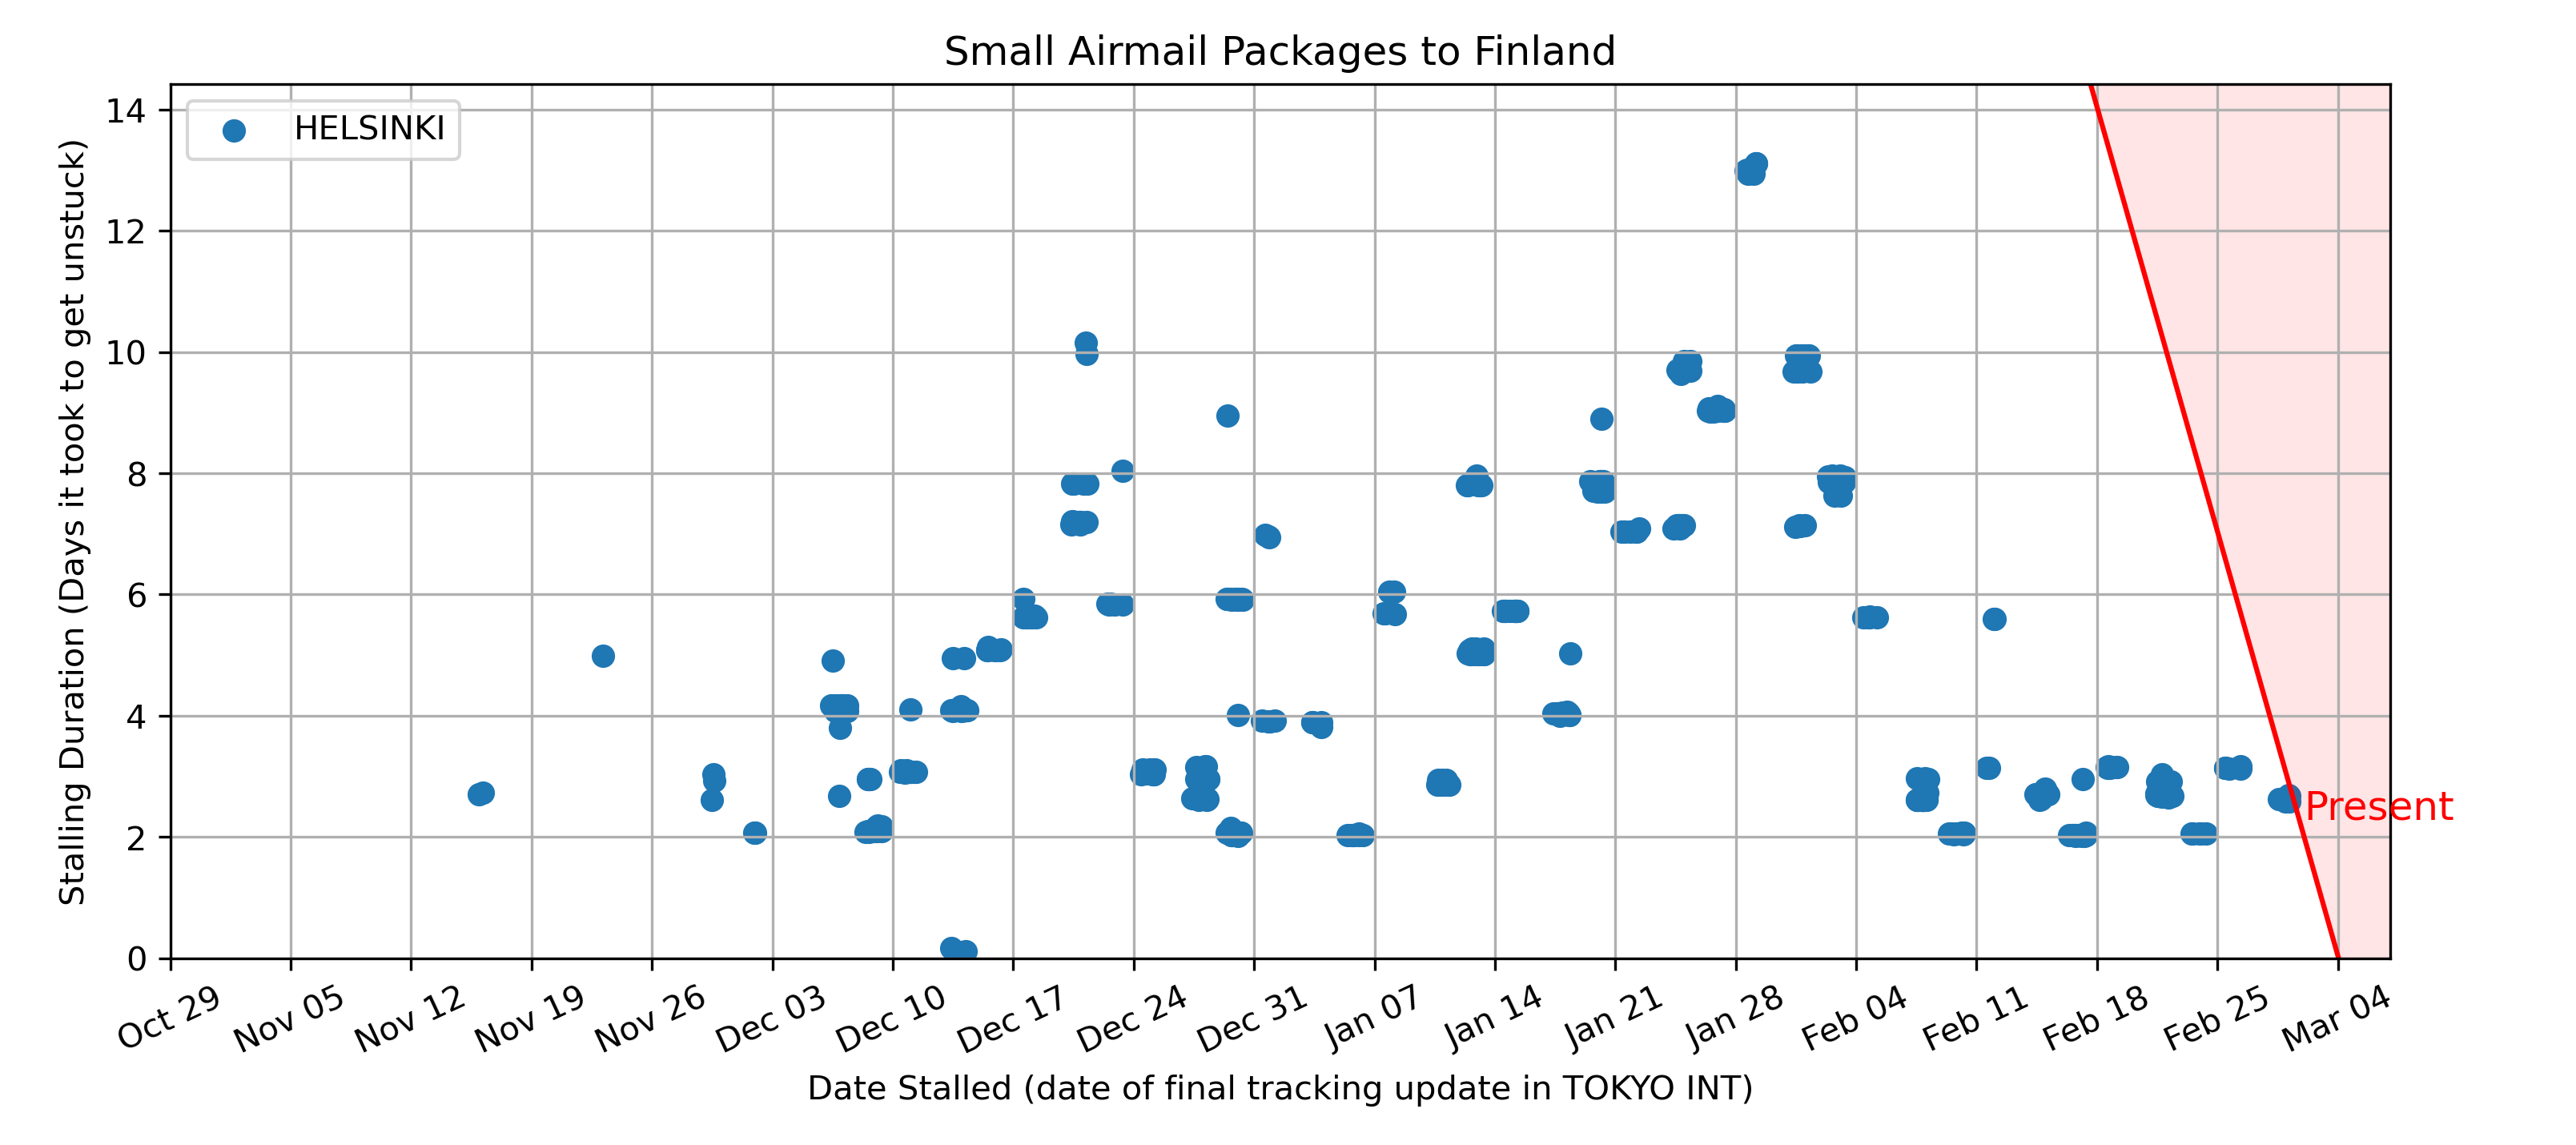 Small Airmail Packages to Finland
HELSINKI
Stalling Duration (Days it took to get unstuck)
14
12
10
8
6
4
2
0
Present
Oct 29
Nov 05
Nov 12
Nov 19
Nov 26
Dec 03
Dec 10
Dec 17
Dec 24
Dec 31
Jan 07
Jan 14
Jan 21
Jan 28
Feb 04
Feb 11
Feb 18
Feb 25
Mar 04
Date Stalled (date of final tracking update in TOKYO INT)